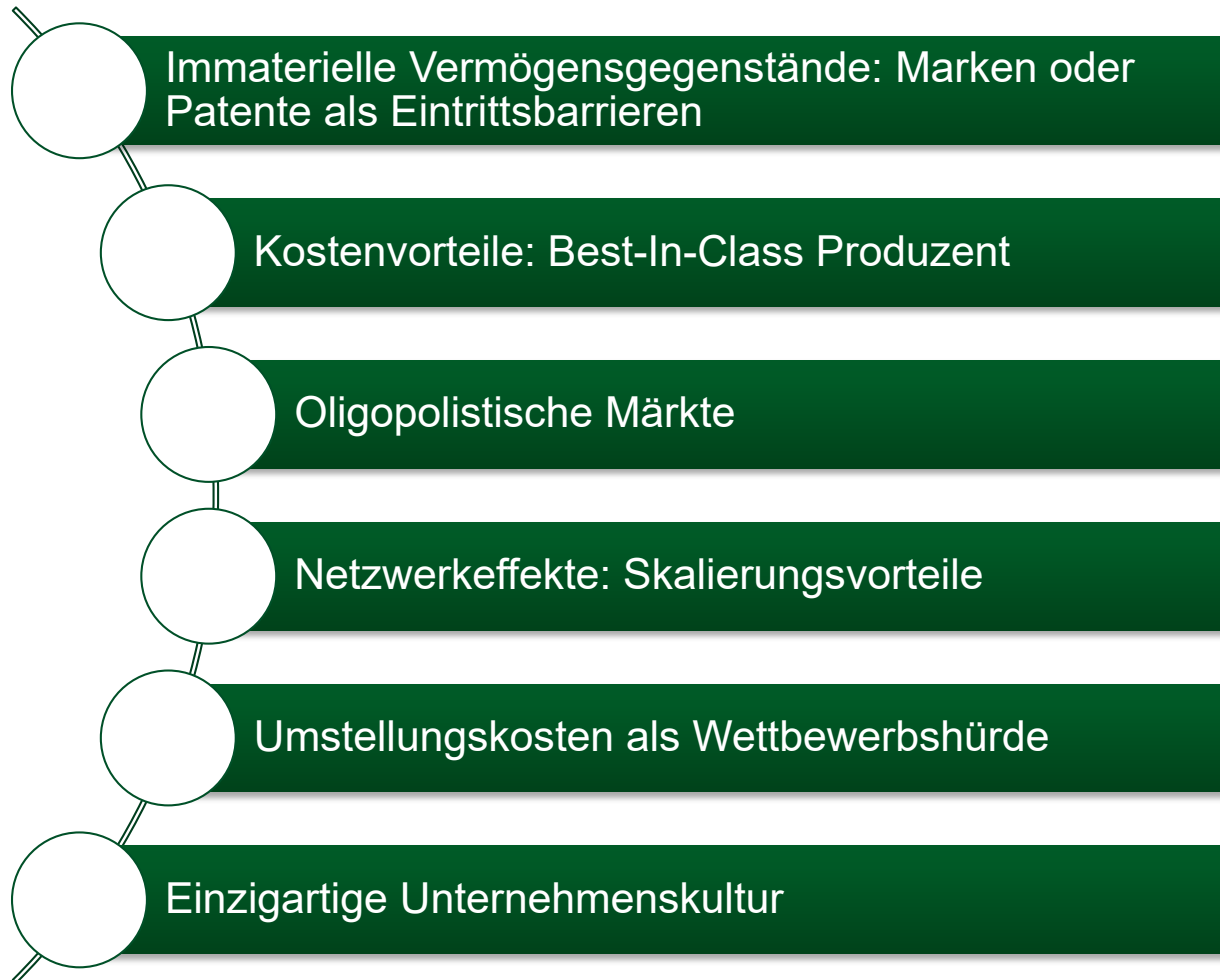 Immaterielle Vermögensgegenstände: Marken oder
Patente als Eintrittsbarrieren
Kostenvorteile: Best-In-Class Produzent
Oligopolistische Märkte
Netzwerkeffekte: Skalierungsvorteile
Umstellungskosten als Wettbewerbshürde
Einzigartige Unternehmenskultur